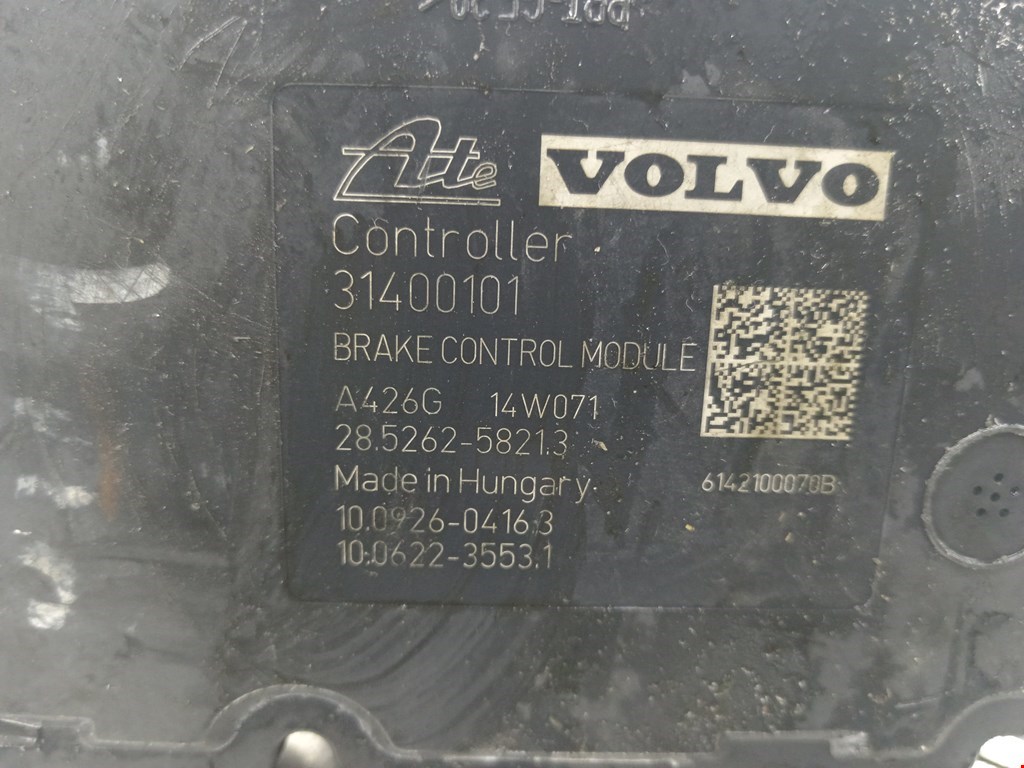 Ate VOLVO
Controller
31400101
BRAKE CONTROL MODULE
A426G 14W071
28.5262-5821.3
Made in Hungary
6142100070B
10.0926-0416.3
10.0622-3553.1